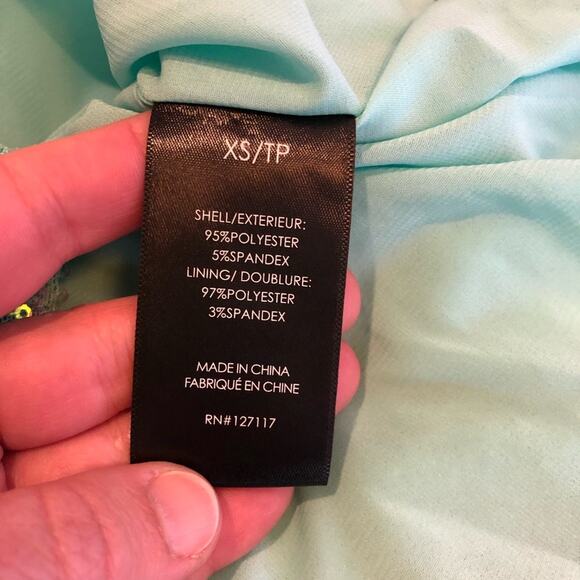 XS/TP
SHELL/EXTERIEUR:
95%POLYESTER
5%SPANDEX
LINING/ DOUBLURE:
97%POLYESTER
3%SPANDEX
MADE IN CHINA
FABRIQUÉ EN CHINE
RN#127117